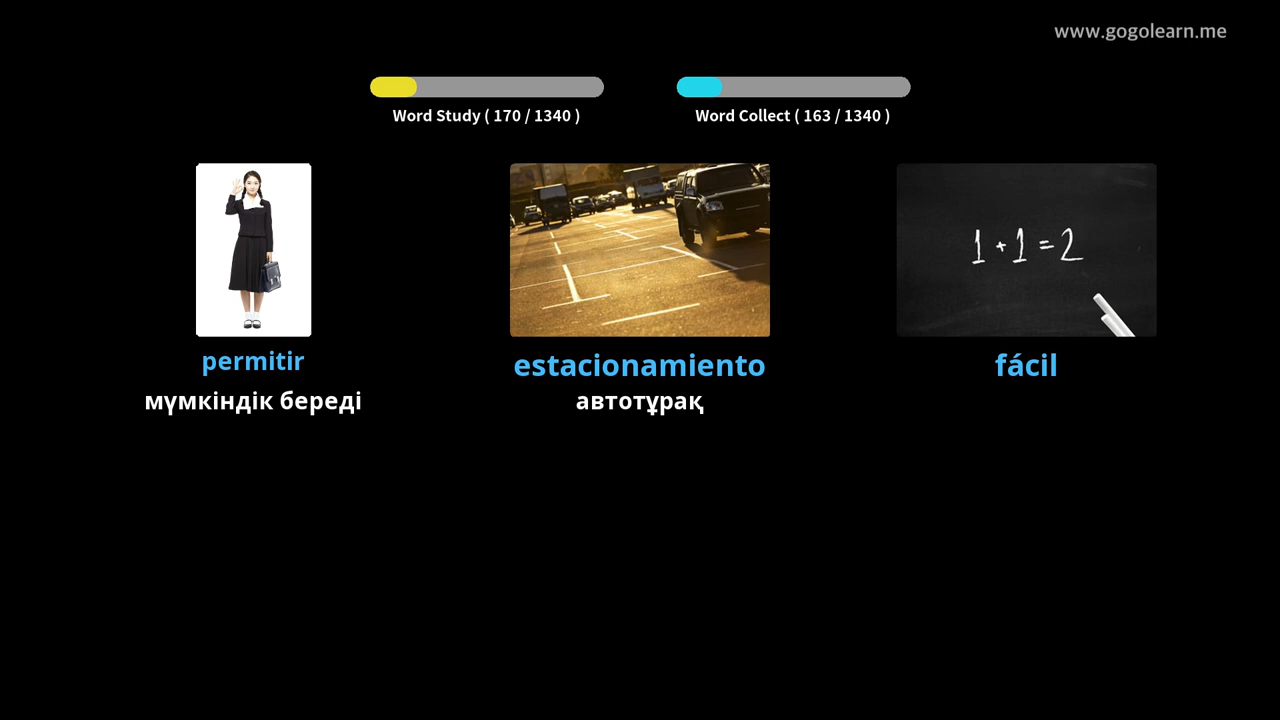 www.gogolearn.me
Word Study ( 170 / 1340 )
Word Collect ( 163 / 1340 )
1 + 1 = 2
permitir
estacionamiento
fácil
мүмкіндік береді
автотұрақ